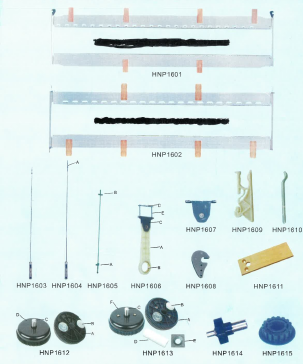 HNP1601
HNP1602
A
B
A
C
C
A
B
HNP1603 HNP1604 HNP1605 HNP1606
HNP1607 HNP1609 HNP1610
HNP1608 HNP1611
D C B A
HNP1612
F C B A
D E
HNP1613
HNP1614 HNP1615